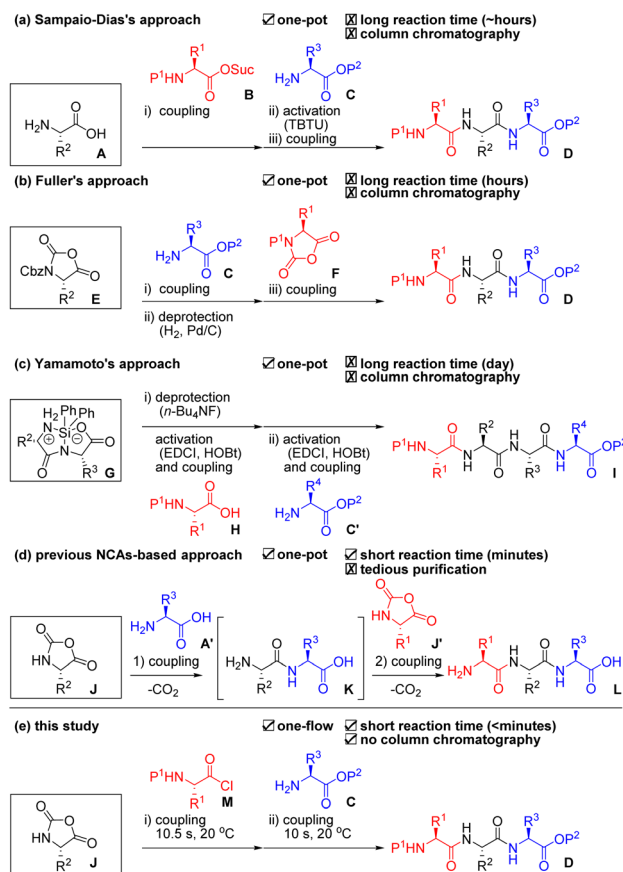 (a) Sampaio-Dias's approach ☑ one-pot ☒ long reaction time (~hours)
☒ column chromatography
R¹ R³
P¹HN OSuc H₂N OP²
O O
B C
i) coupling ii) activation
(TBTU)
iii) coupling
O
H₂N OH
R² A
R¹ O R³
P¹HN H N N H OP²
O R² O D
(b) Fuller's approach ☑ one-pot ☒ long reaction time (hours)
☒ column chromatography
R³ R¹
H₂N OP² P¹N O
O O O
C F
i) coupling iii) coupling
ii) deprotection
(H₂, Pd/C)
O O
CbzN O
R² E
R¹ O R³
P¹HN H N N H OP²
O R² O D
(c) Yamamoto's approach ☑ one-pot ☒ long reaction time (day)
☒ column chromatography
i) deprotection
(n-Bu₄NF)
activation ii) activation
(EDCI, HOBt) (EDCI, HOBt)
and coupling and coupling
H₂ Ph Ph
N Si O
R² + − O
O N
R³ G
O R⁴
P¹HN OH H₂N OP²
R¹ O
H C'
O R² H O R⁴
P¹HN N N N OP²
R¹ H O R³ H O I
(d) previous NCAs-based approach ☑ one-pot ☑ short reaction time (minutes)
☒ tedious purification
R³ O O
H₂N OH HN O
O R¹
A' J'
1) coupling 2) coupling
-CO₂ -CO₂
O O
HN O
R² J
O R³
H₂N N H OH
R² O K
R¹ O R³
H₂N H N N H OH
O R² O L
(e) this study ☑ one-flow ☑ short reaction time (<minutes)
☑ no column chromatography
O R³
P¹HN Cl H₂N OP²
R¹ O
M C
i) coupling ii) coupling
10.5 s, 20 °C 10 s, 20 °C
O O
HN O
R² J
R¹ O R³
P¹HN H N N H OP²
O R² O D